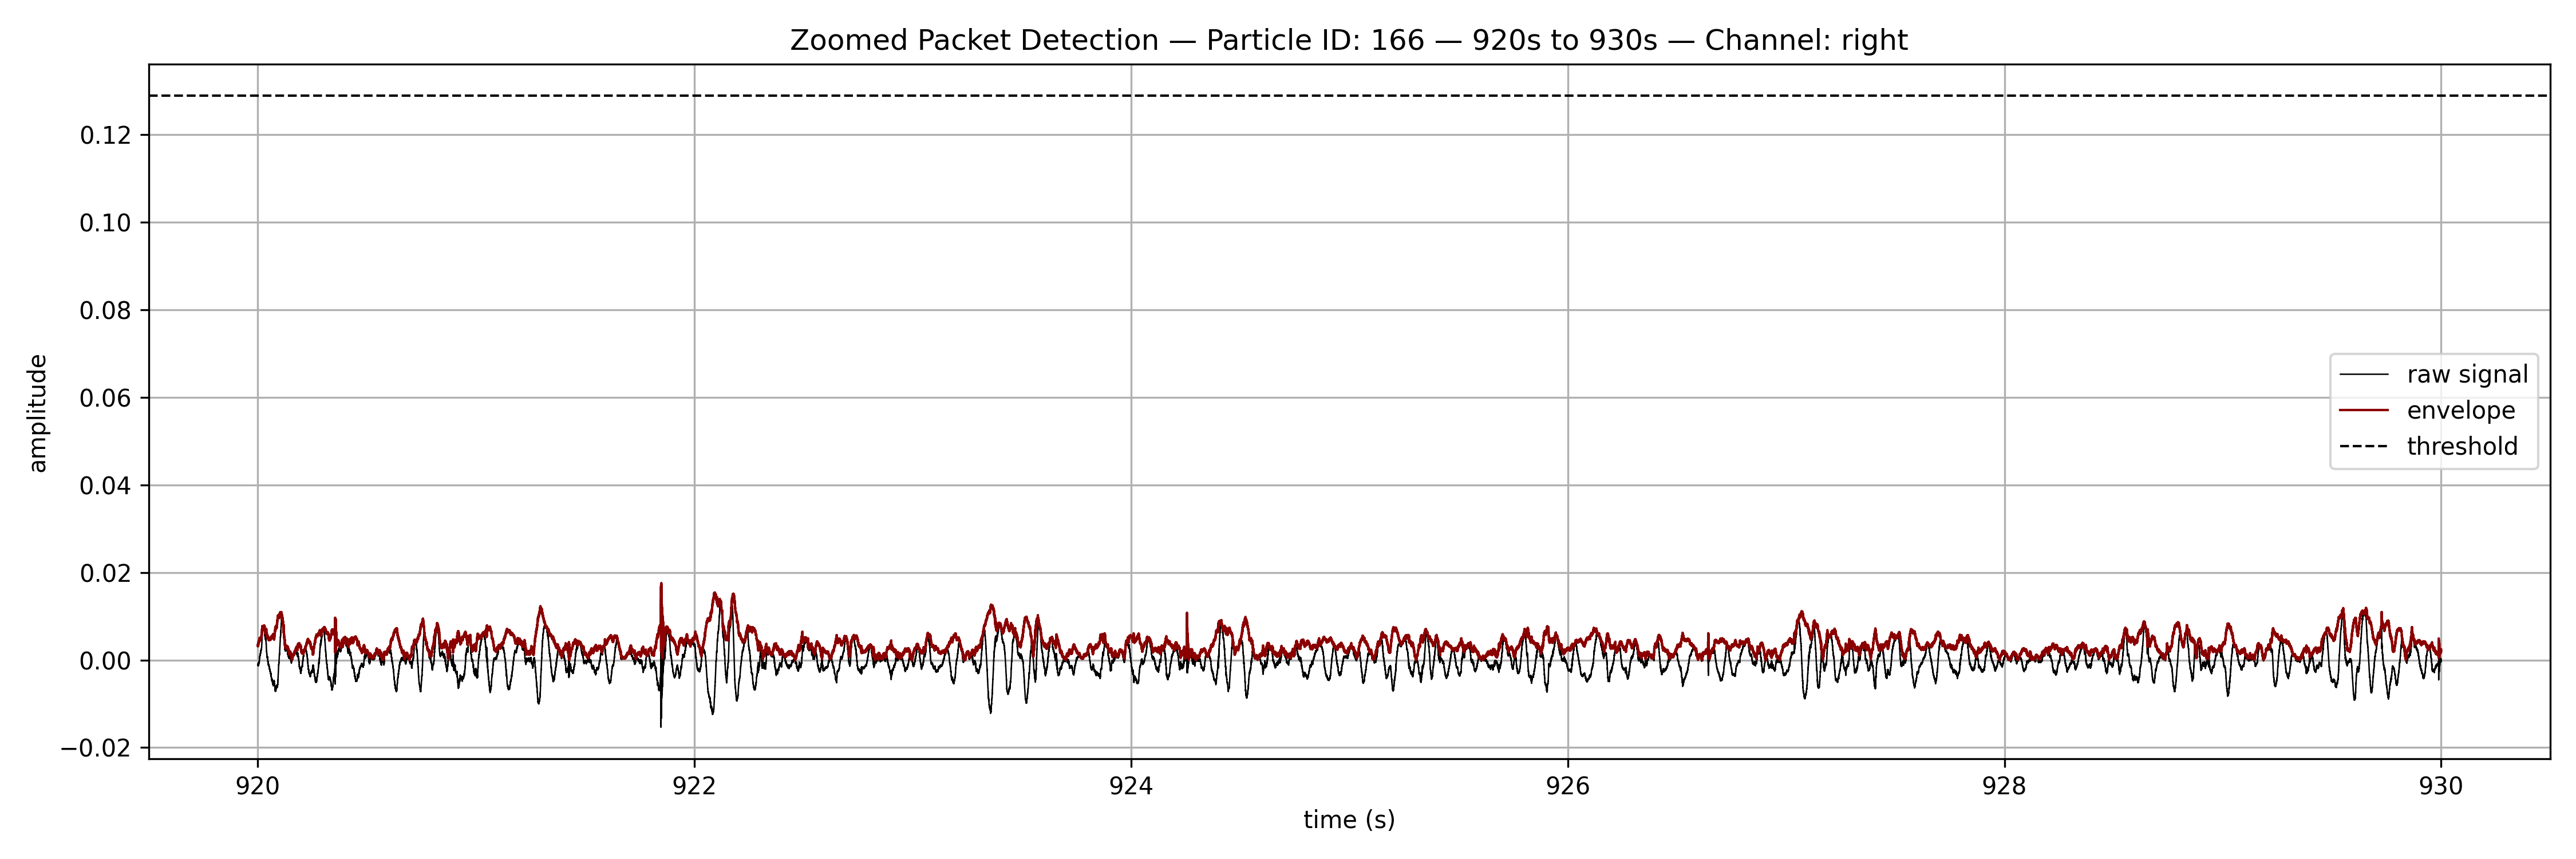 Zoomed Packet Detection — Particle ID: 166 — 920s to 930s — Channel: right
amplitude
0.12
0.10
0.08
0.06
0.04
0.02
0.00
−0.02
raw signal
envelope
threshold
920 922 924 926 928 930
time (s)